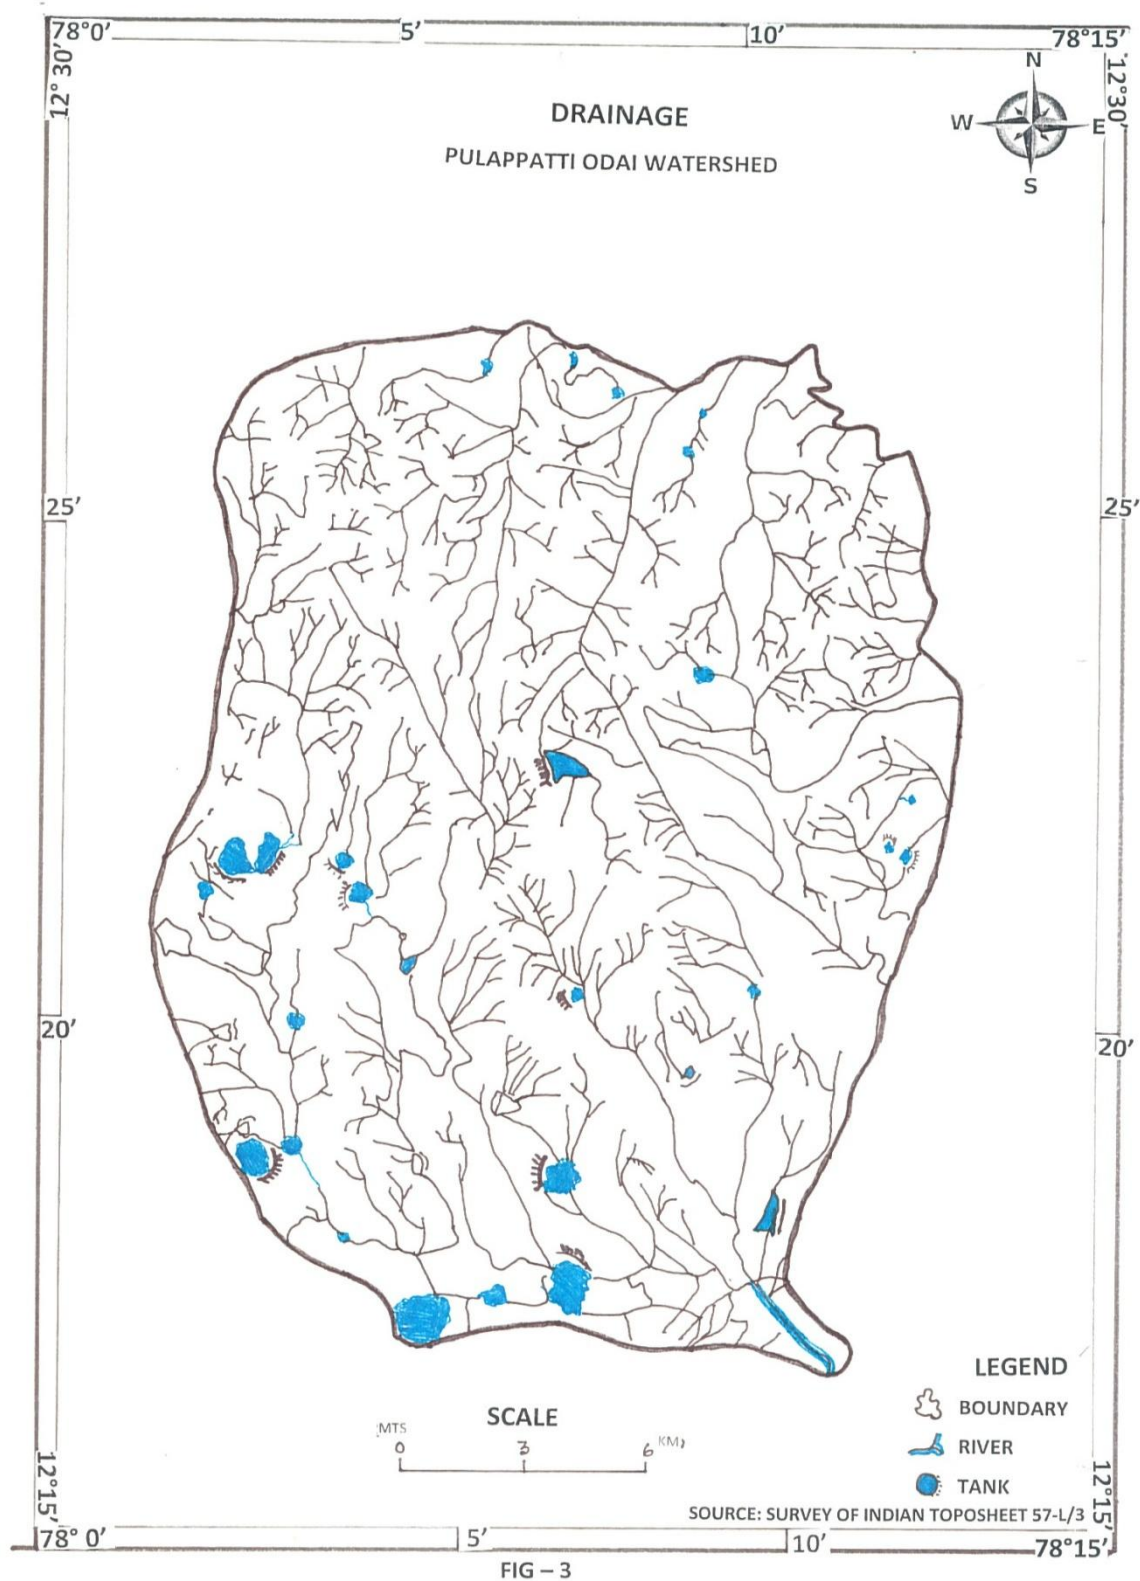 78°0′ 5′ 10′ 78°15′
12° 30′ 12°30′
N
W E
S
DRAINAGE
PULAPPATTI ODAI WATERSHED
25′ 25′
20′ 20′
LEGEND
BOUNDARY
RIVER
TANK
SCALE
MTS 0 3 6 KM
SOURCE: SURVEY OF INDIAN TOPOSHEET 57-L/3
12°15′ 12°15′
78° 0′ 5′ 10′ 78°15′
FIG – 3